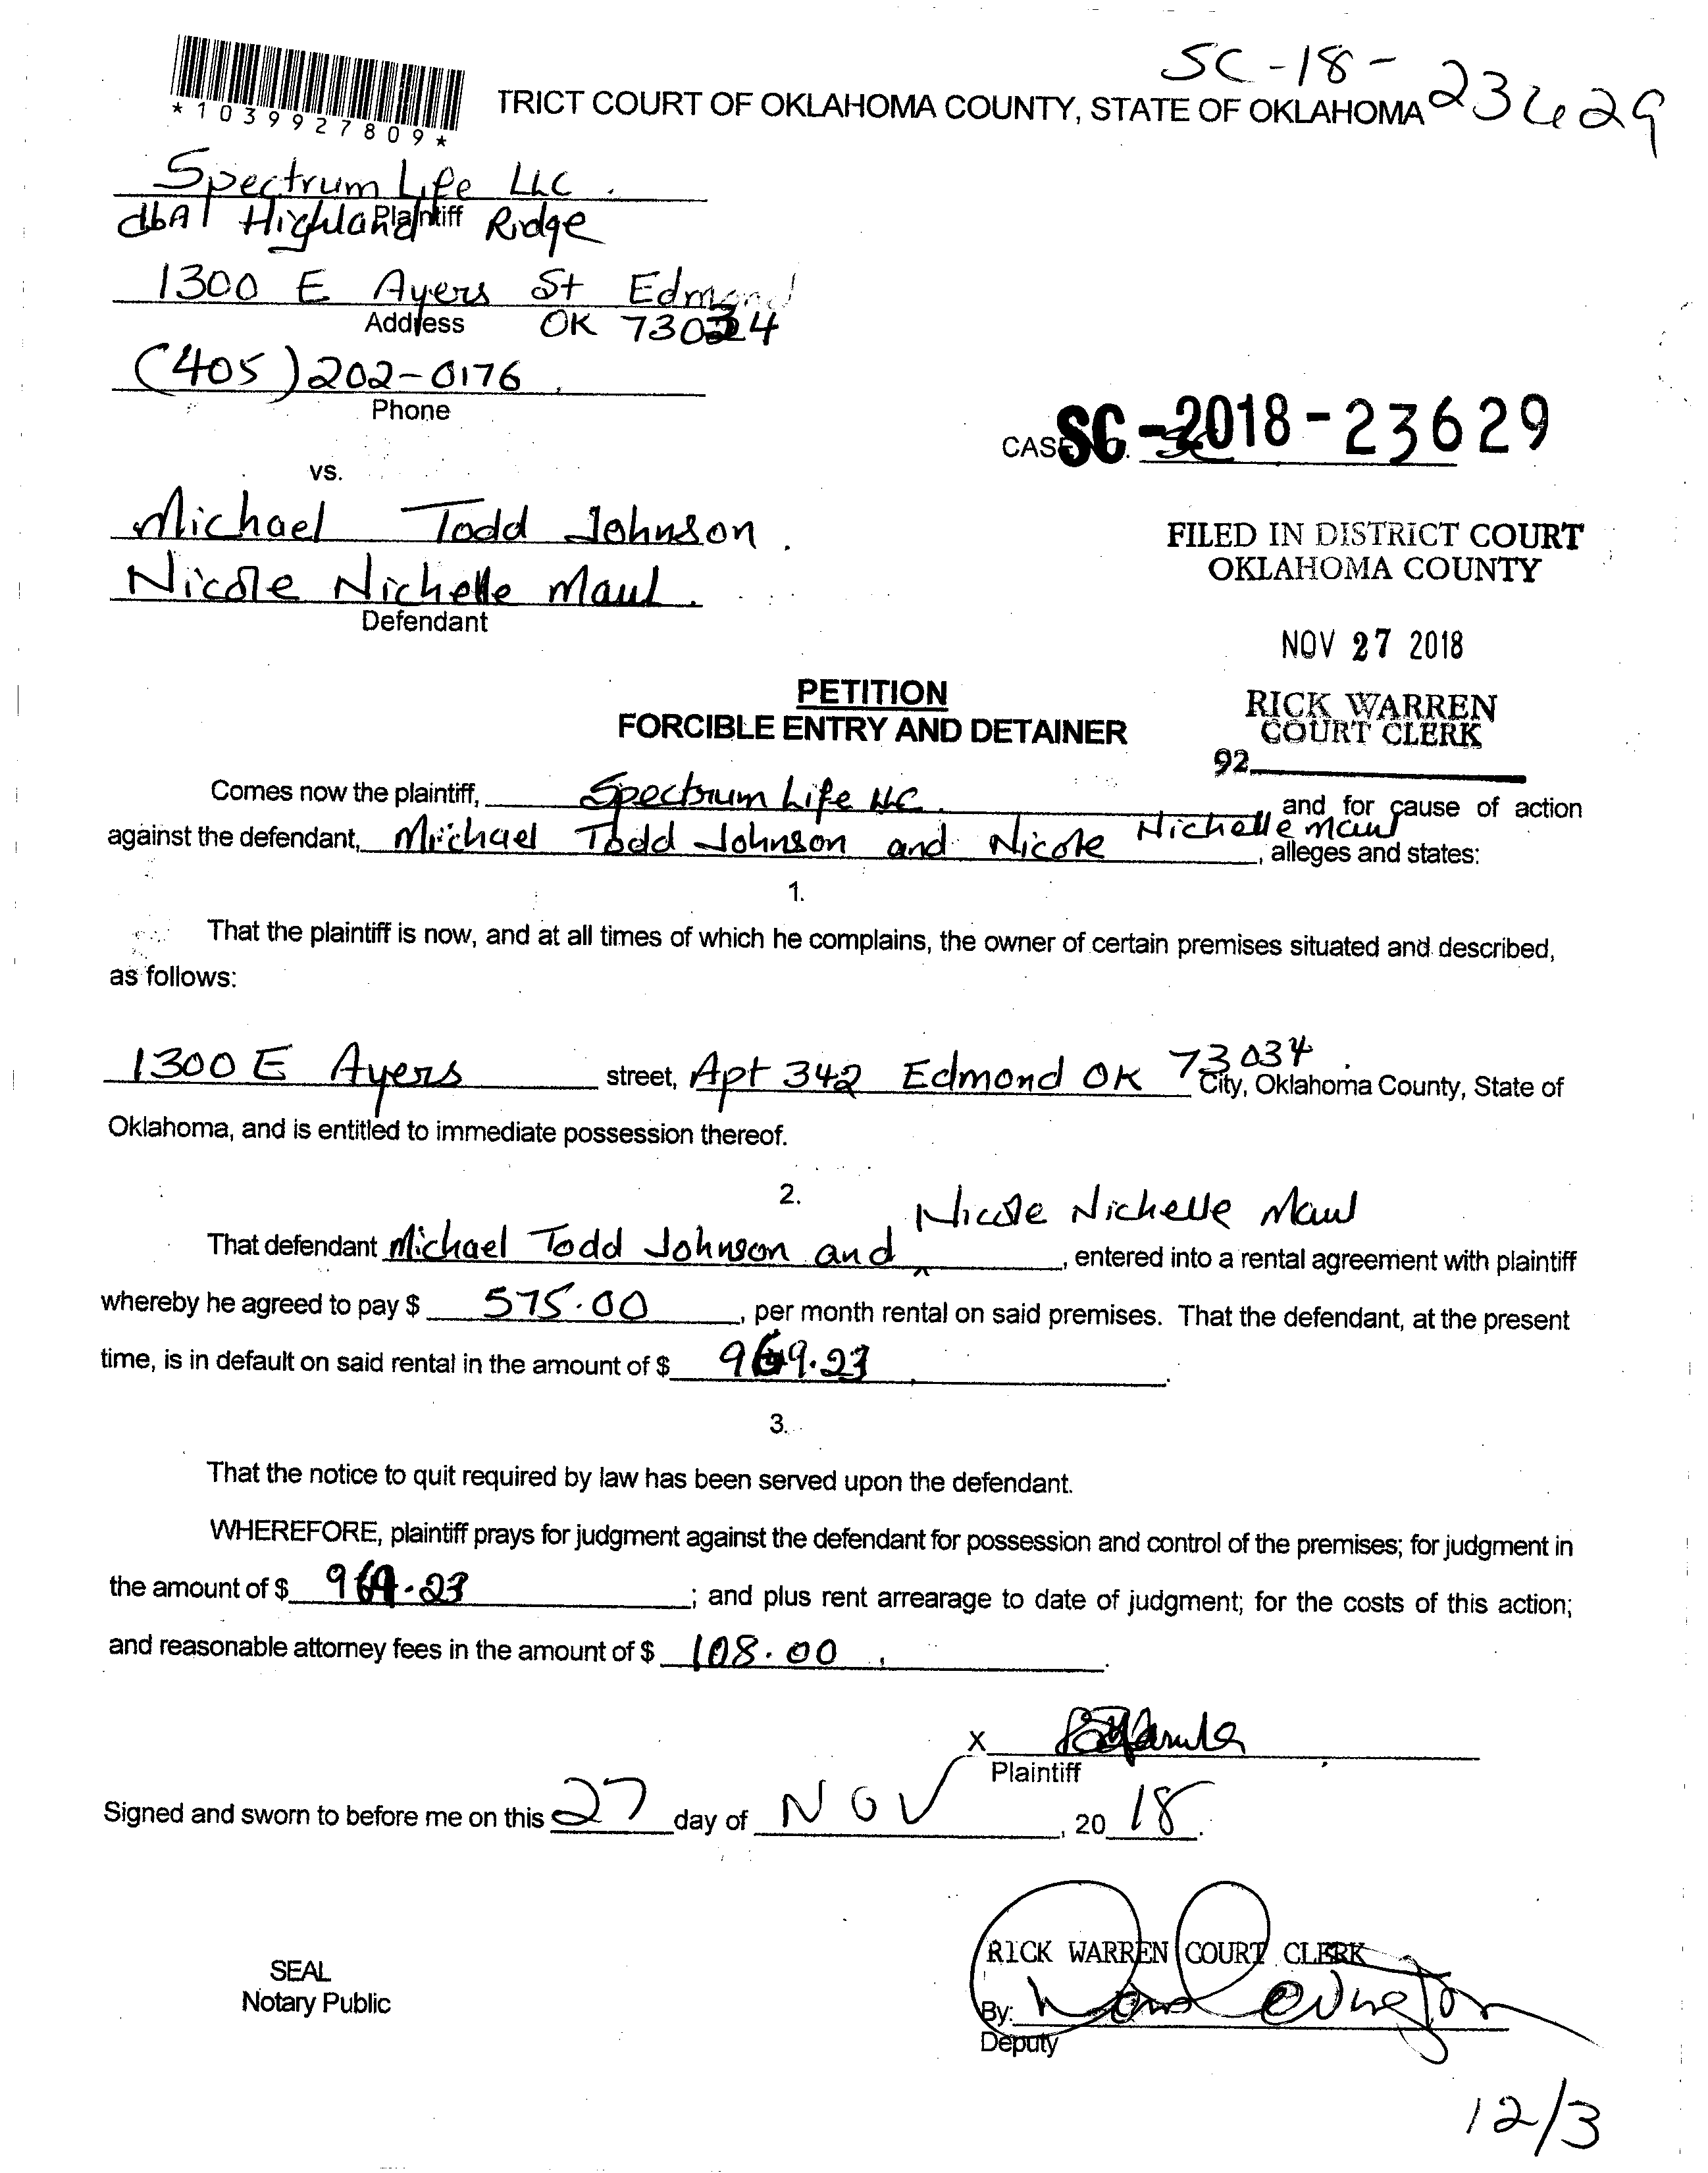 SC-18-23629
*1039927809*
TRICT COURT OF OKLAHOMA COUNTY, STATE OF OKLAHOMA
Spectrum Life LLC
dbA Highland Ridge
Plaintiff
1300 E Ayers St Edmond
Address
OK 73034
(405) 202-0176
Phone
CASE SC-2018-23629
vs.
Michael Todd Johnson.
Nicole Nichelle Maul.
Defendant
FILED IN DISTRICT COURT
OKLAHOMA COUNTY
NOV 27 2018
RICK WARREN
COURT CLERK
92
PETITION
FORCIBLE ENTRY AND DETAINER
Comes now the plaintiff, Spectrum Life LLC and for cause of action
against the defendant, Michael Todd Johnson and Nicole Nichelle Maul, alleges and states:
1.
That the plaintiff is now, and at all times of which he complains, the owner of certain premises situated and described,
as follows:
1300 E Ayers street, Apt 342 Edmond OK 73034. City, Oklahoma County, State of
Oklahoma, and is entitled to immediate possession thereof.
2.
That defendant Michael Todd Johnson and Nicole Nichelle Maul, entered into a rental agreement with plaintiff
whereby he agreed to pay $ 575.00, per month rental on said premises. That the defendant, at the present
time, is in default on said rental in the amount of $ 969.23.
3.
That the notice to quit required by law has been served upon the defendant.
WHEREFORE, plaintiff prays for judgment against the defendant for possession and control of the premises; for judgment in
the amount of $ 969.23; and plus rent arrearage to date of judgment; for the costs of this action;
and reasonable attorney fees in the amount of $ 108.00.
X
Plaintiff
Signed and sworn to before me on this 27 day of NOV, 2018.
SEAL
Notary Public
RICK WARREN COURT CLERK
By:
Deputy
12/3